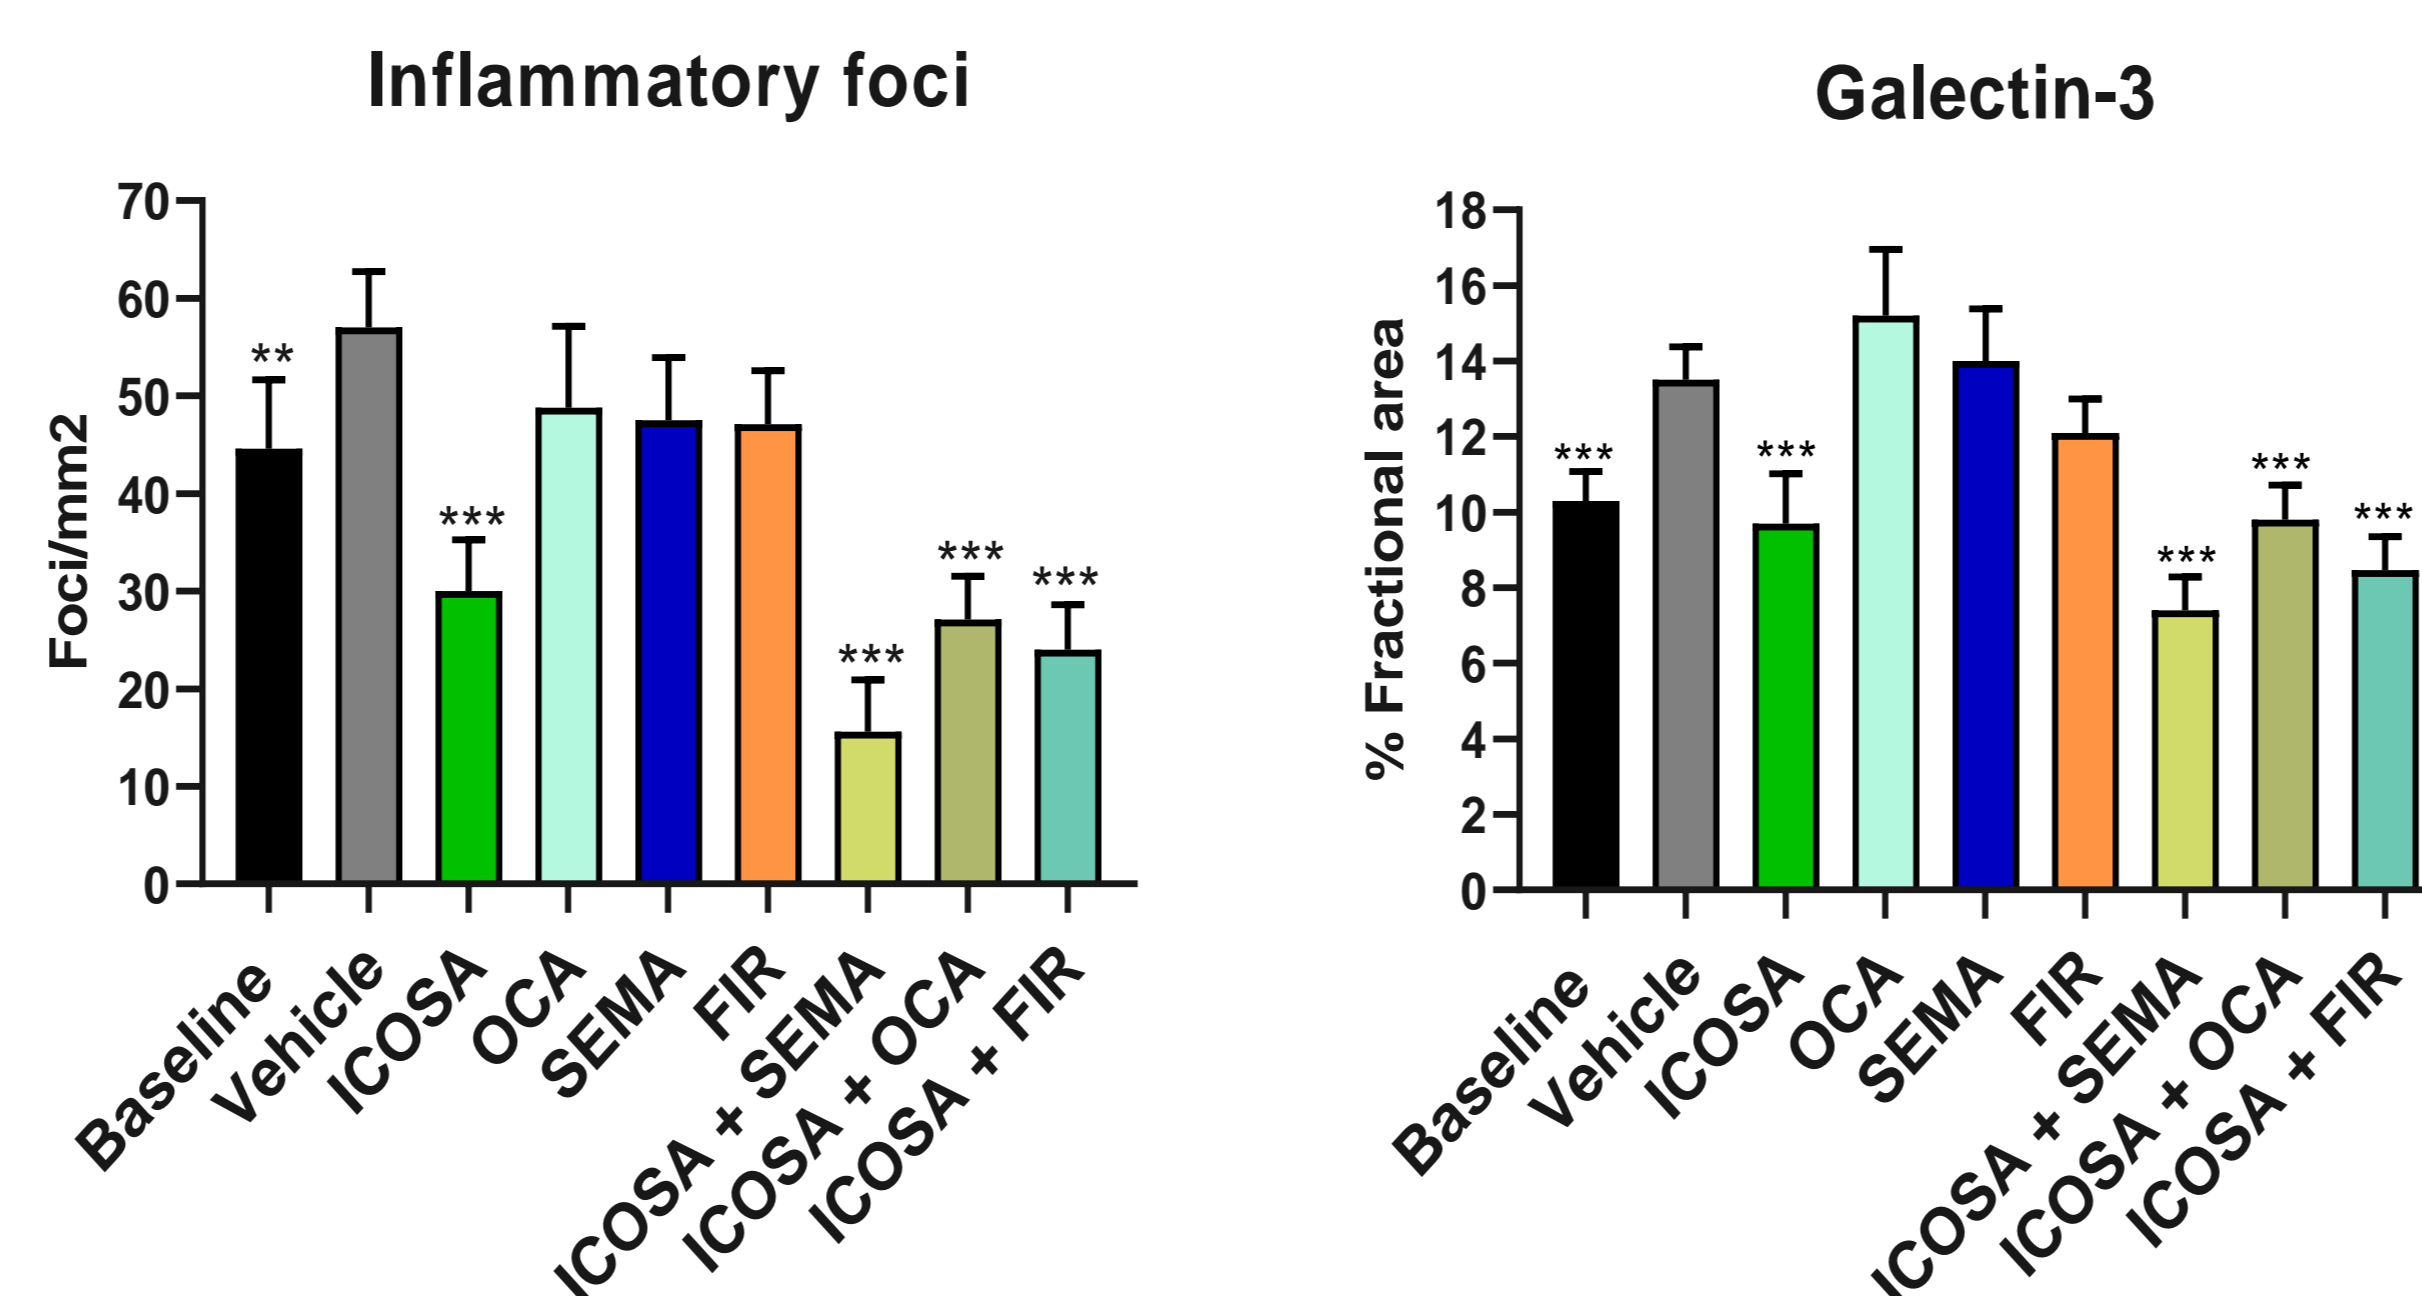 Inflammatory foci
Foci/mm2
70
60
50
40
30
20
10
0
**
***
***
***
***
Baseline
Vehicle
ICOSA
OCA
SEMA
FIR
ICOSA + SEMA
ICOSA + OCA
ICOSA + FIR
Galectin-3
% Fractional area
18
16
14
12
10
8
6
4
2
0
***
***
***
***
***
Baseline
Vehicle
ICOSA
OCA
SEMA
FIR
ICOSA + SEMA
ICOSA + OCA
ICOSA + FIR